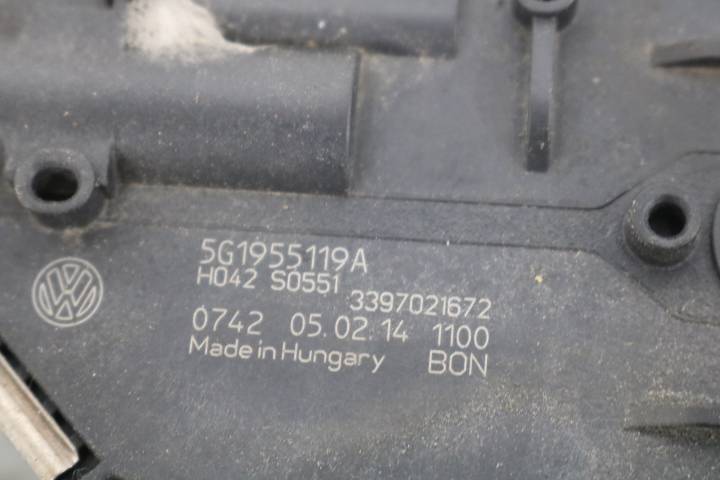 5G1955119A
H042 S0551
3397021672
0742 05.02.14 1100
Made in Hungary BON